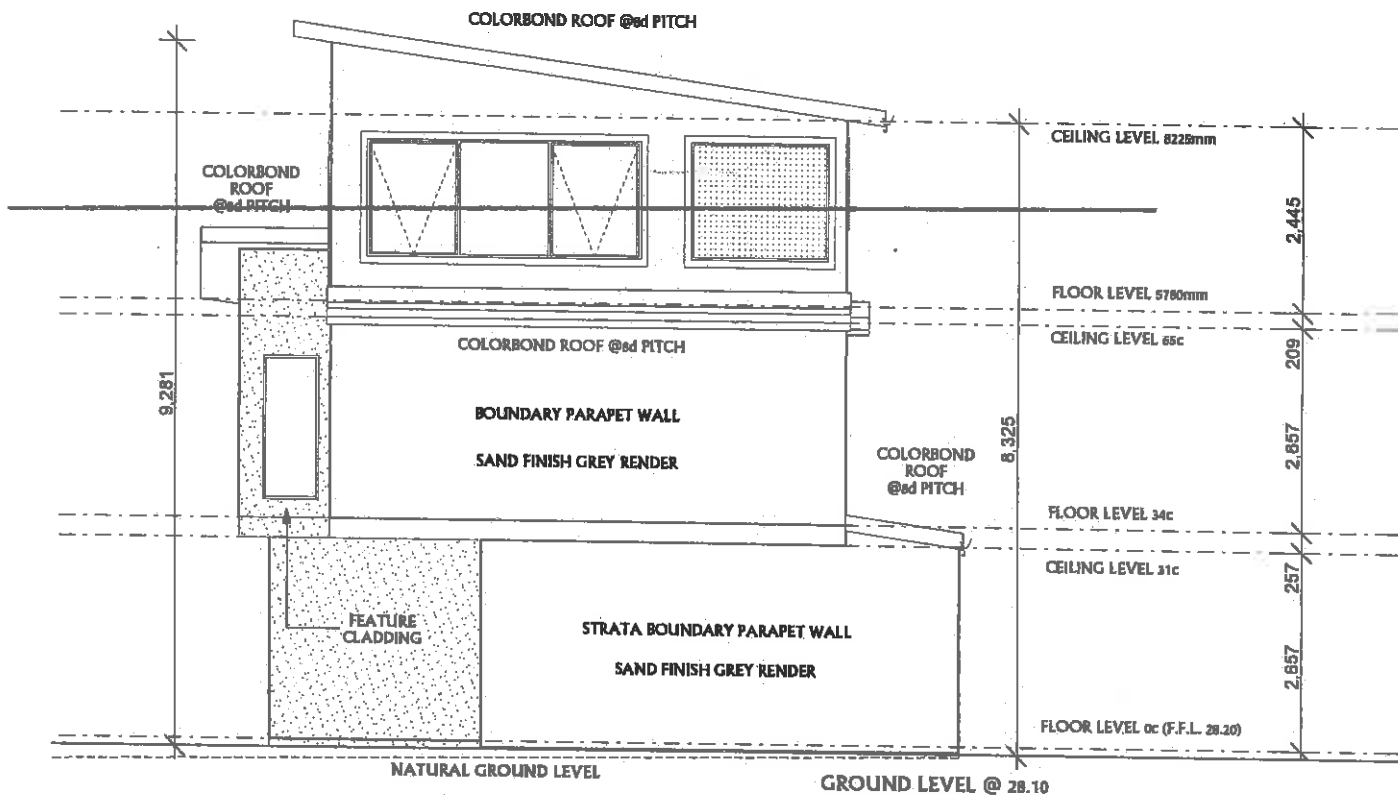 COLORBOND ROOF @8d PITCH
CEILING LEVEL 8225mm
COLORBOND
ROOF
@8d PITCH
2,445
FLOOR LEVEL 5780mm
CEILING LEVEL 65c
COLORBOND ROOF @8d PITCH
209
9,281
BOUNDARY PARAPET WALL
SAND FINISH GREY RENDER
8,325
2,857
COLORBOND
ROOF
@8d PITCH
FLOOR LEVEL 34c
CEILING LEVEL 31c
257
FEATURE
CLADDING
STRATA BOUNDARY PARAPET WALL
SAND FINISH GREY RENDER
2,857
FLOOR LEVEL 0c (F.F.L. 28.20)
NATURAL GROUND LEVEL
GROUND LEVEL @ 28.10